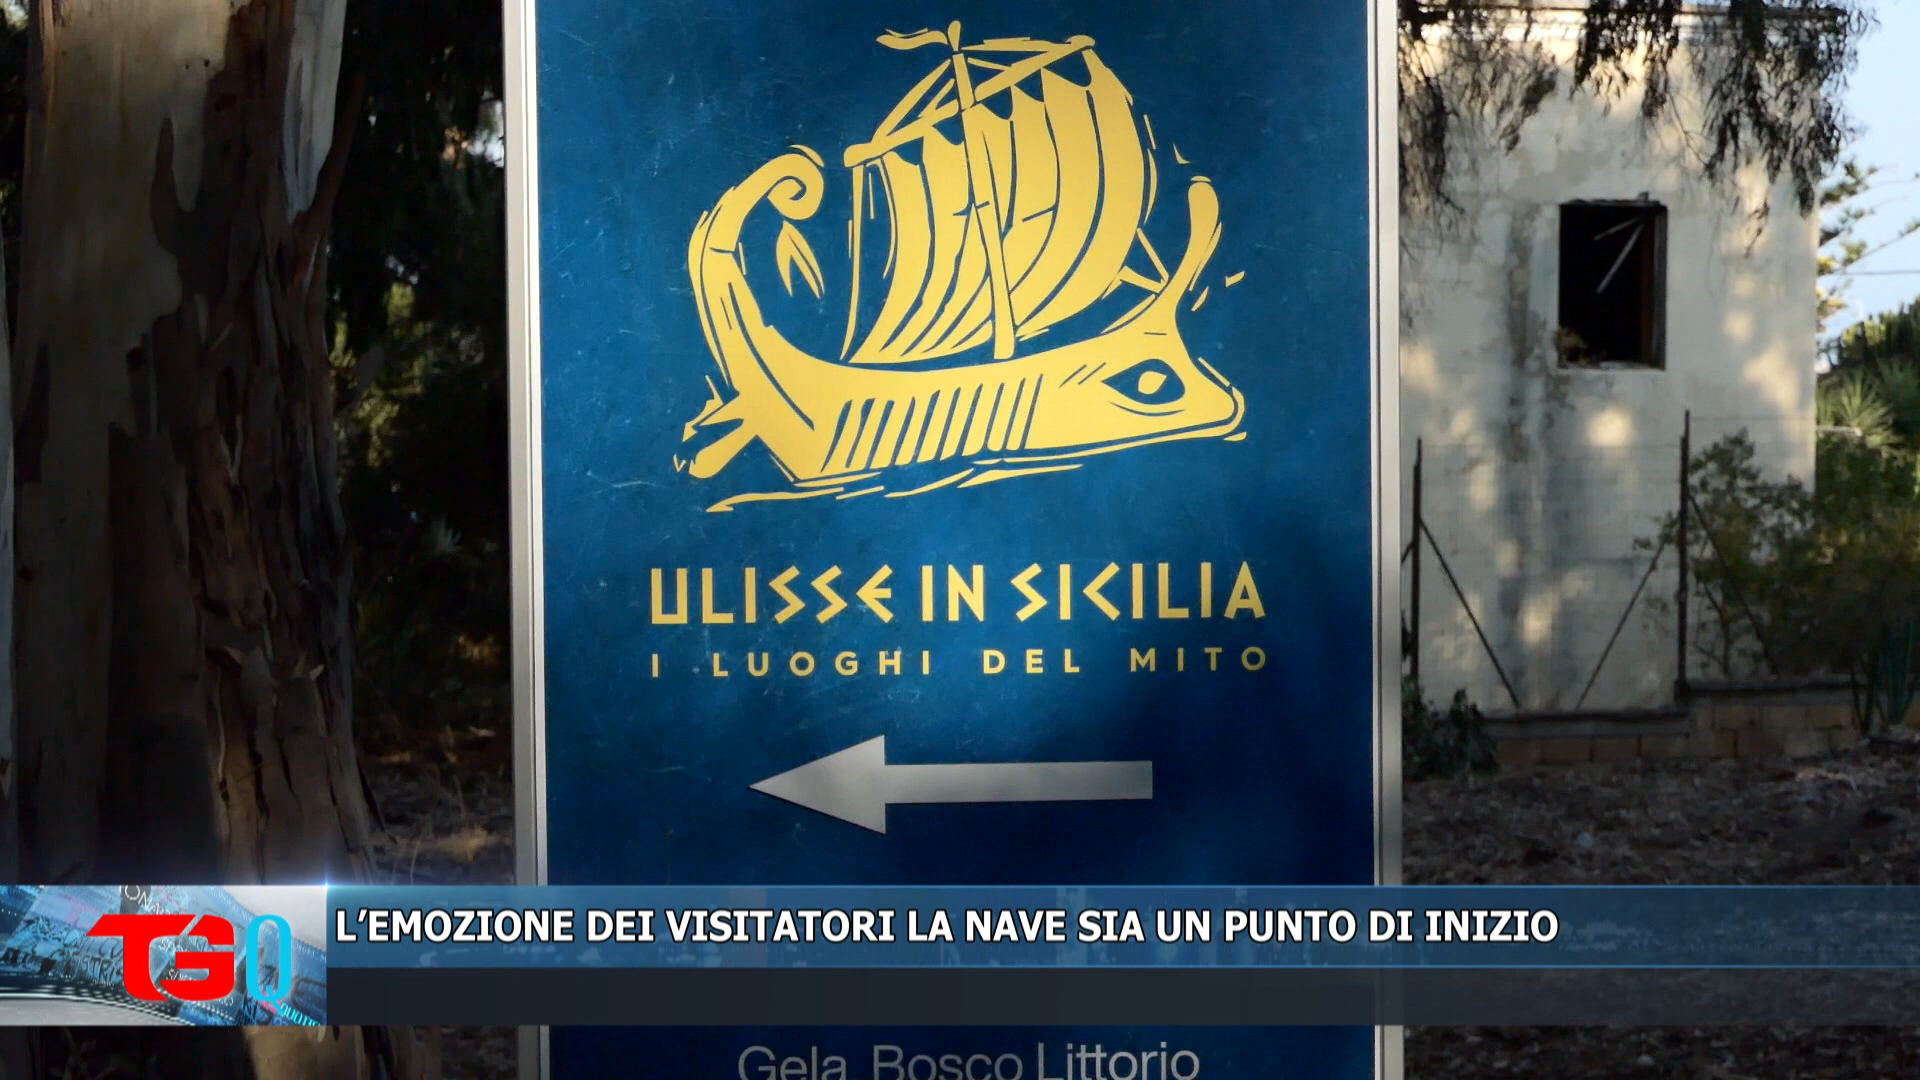 ULISSE IN SICILIA
I LUOGHI DEL MITO
TGQ
L'EMOZIONE DEI VISITATORI LA NAVE SIA UN PUNTO DI INIZIO
Gela, Bosco Littorio